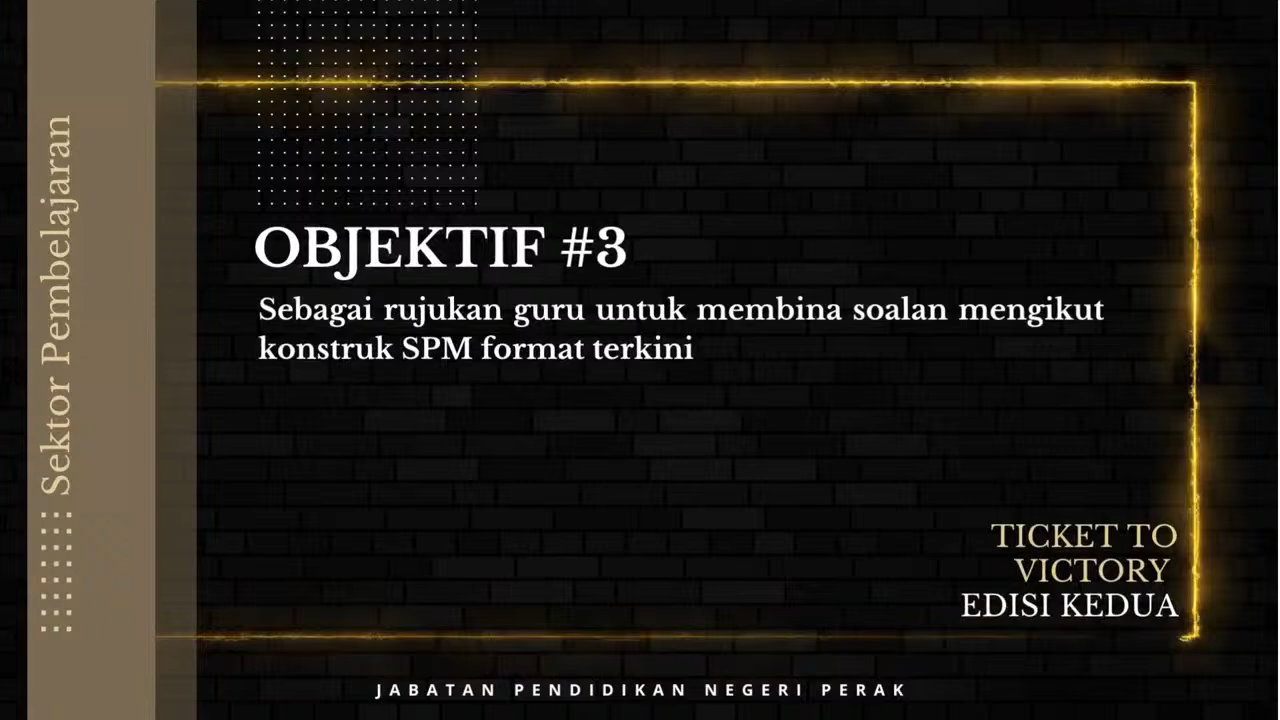 Sektor Pembelajaran
OBJEKTIF #3
Sebagai rujukan guru untuk membina soalan mengikut
konstruk SPM format terkini
TICKET TO
VICTORY
EDISI KEDUA
JABATAN PENDIDIKAN NEGERI PERAK